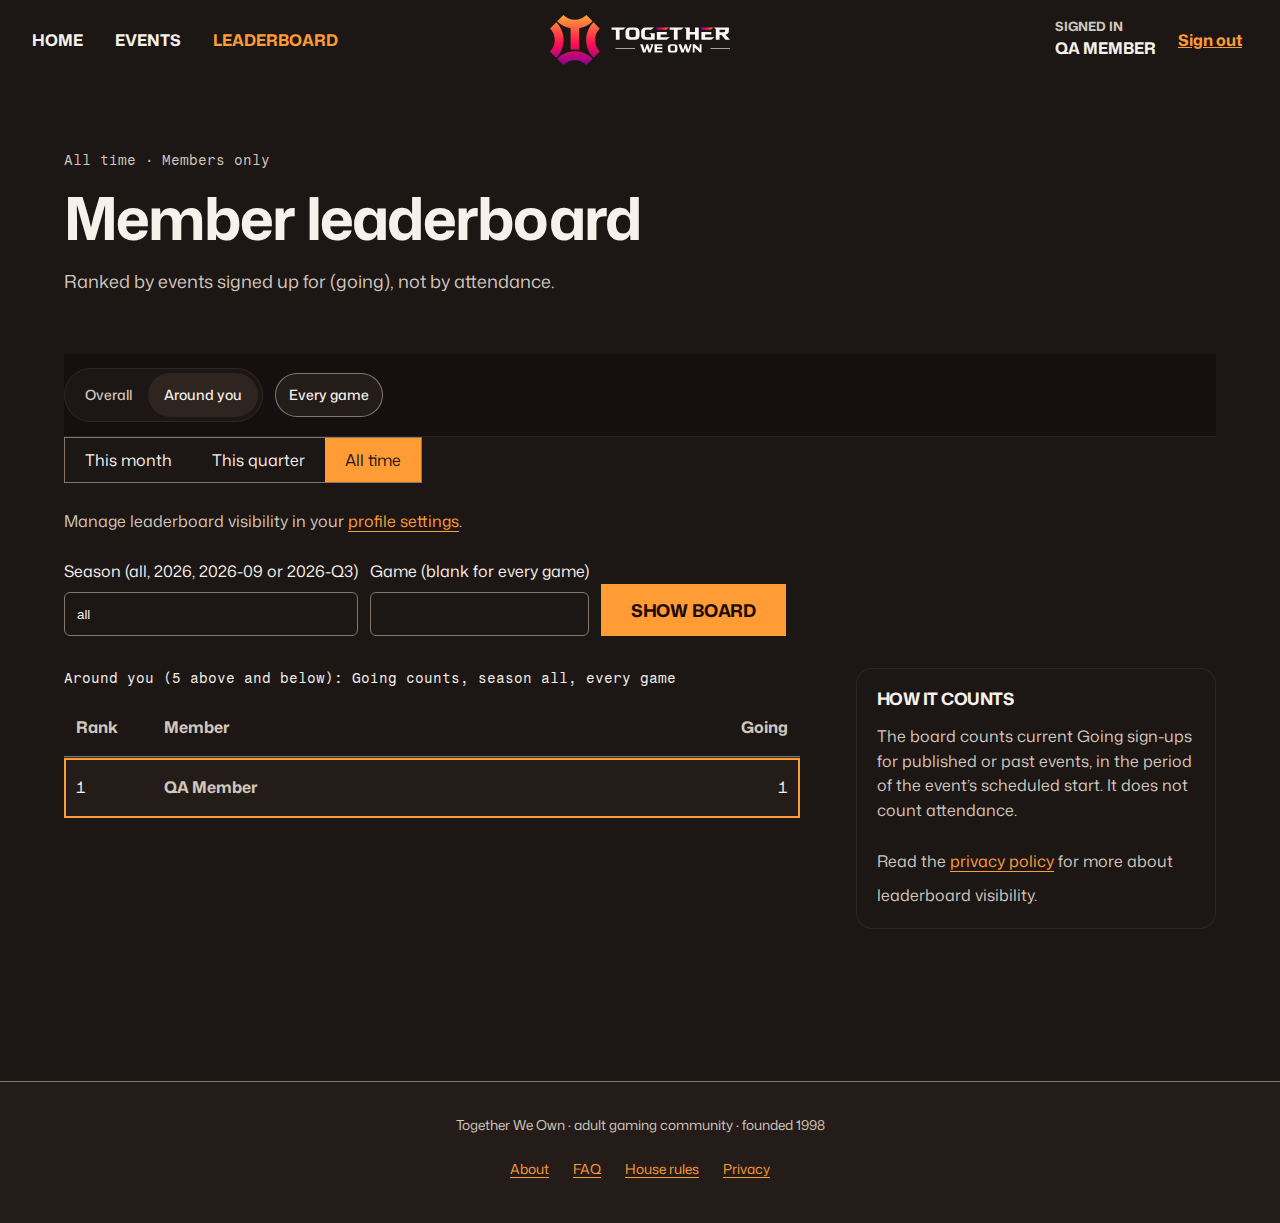 HOME EVENTS LEADERBOARD
TOGETHER
WE OWN
SIGNED IN
QA MEMBER
Sign out
All time · Members only
Member leaderboard
Ranked by events signed up for (going), not by attendance.
Overall Around you Every game
This month This quarter All time
Manage leaderboard visibility in your profile settings.
Season (all, 2026, 2026-09 or 2026-Q3) Game (blank for every game)
all
SHOW BOARD
Around you (5 above and below): Going counts, season all, every game
Rank Member Going
1 QA Member 1
HOW IT COUNTS
The board counts current Going sign-ups
for published or past events, in the period
of the event’s scheduled start. It does not
count attendance.
Read the privacy policy for more about
leaderboard visibility.
Together We Own · adult gaming community · founded 1998
About FAQ House rules Privacy